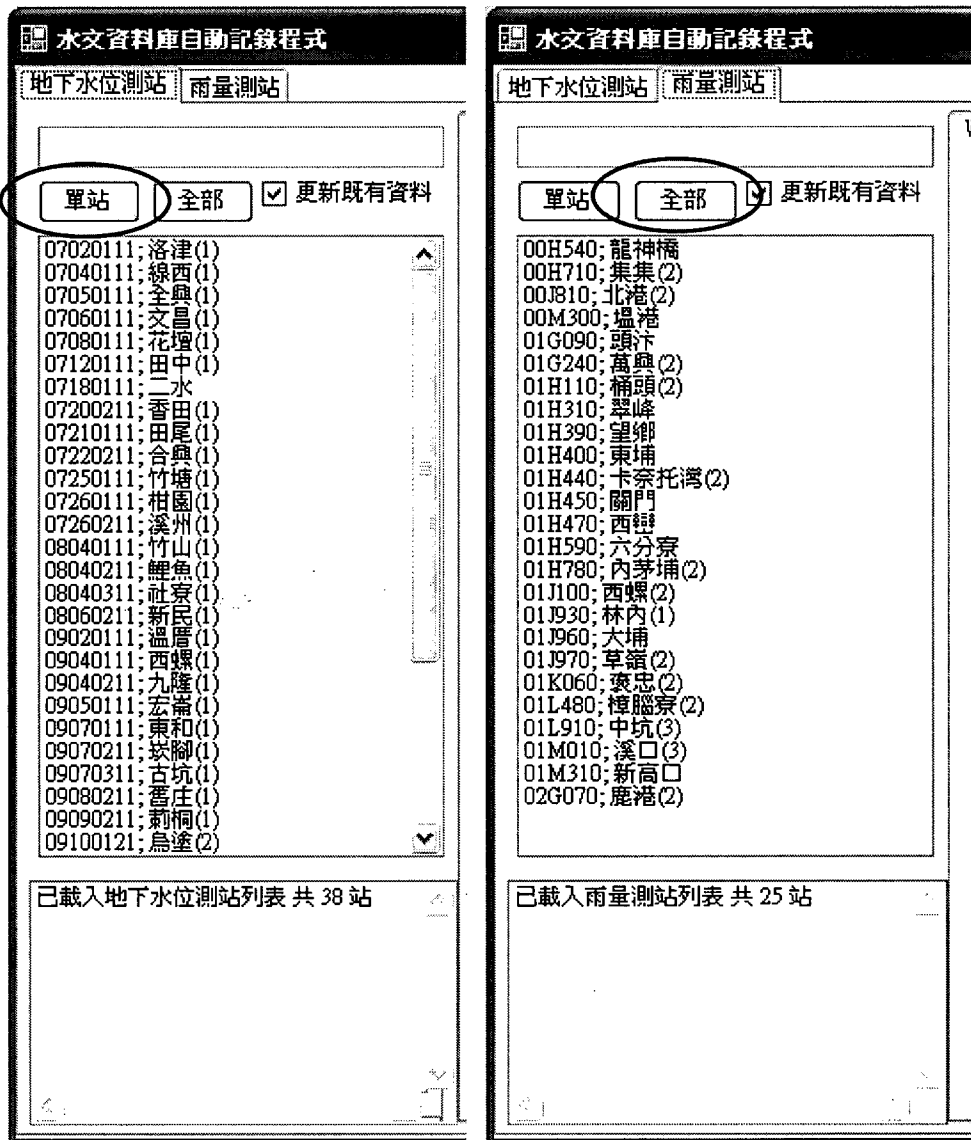 水文資料庫自動記錄程式
地下水位測站 雨量測站
單站 全部 更新既有資料
07020111; 洛津(1)
07040111; 線西(1)
07050111; 全興(1)
07060111; 文昌(1)
07080111; 花壇(1)
07120111; 田中(1)
07180111; 二水
07200211; 香田(1)
07210111; 田尾(1)
07220211; 合興(1)
07250111; 竹塘(1)
07260111; 柑園(1)
07260211; 溪州(1)
08040111; 竹山(1)
08040211; 鯉魚(1)
08040311; 社寮(1)
08060211; 新民(1)
09020111; 溫厝(1)
09040111; 西螺(1)
09040211; 九隆(1)
09050111; 宏崙(1)
09070111; 東和(1)
09070211; 崁腳(1)
09070311; 古坑(1)
09080211; 舊庄(1)
09090211; 莿桐(1)
09100121; 烏塗(2)
已載入地下水位測站列表 共 38 站
水文資料庫自動記錄程式
地下水位測站 雨量測站
單站 全部 更新既有資料
00H540; 龍神橋
00H710; 集集(2)
00J810; 北港(2)
00M300; 塭港
01G090; 頭汴
01G240; 萬興(2)
01H110; 桶頭(2)
01H310; 翠峰
01H390; 望鄉
01H400; 東埔
01H440; 卡奈托灣(2)
01H450; 關門
01H470; 西巒
01H590; 六分寮
01H780; 內茅埔(2)
01J100; 西螺(2)
01J930; 林內(1)
01J960; 大埔
01J970; 草嶺(2)
01K060; 褒忠(2)
01L480; 樟腦寮(2)
01L910; 中坑(3)
01M010; 溪口(3)
01M310; 新高口
02G070; 鹿港(2)
已載入雨量測站列表 共 25 站